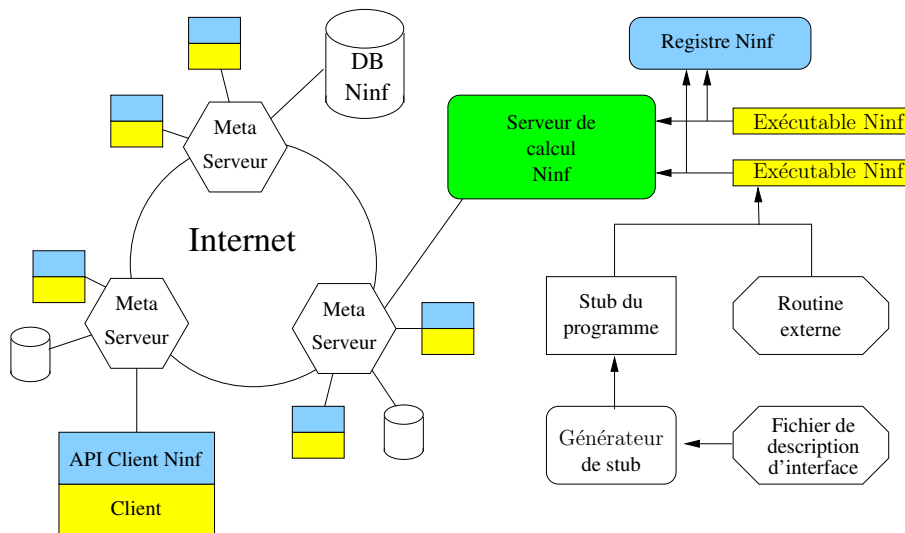 DB
Ninf
Meta
Serveur
Internet
Meta
Serveur
Meta
Serveur
API Client Ninf
Client
Registre Ninf
Serveur de
calcul
Ninf
Exécutable Ninf
Exécutable Ninf
Stub du
programme
Routine
externe
Générateur
de stub
Fichier de
description
d'interface